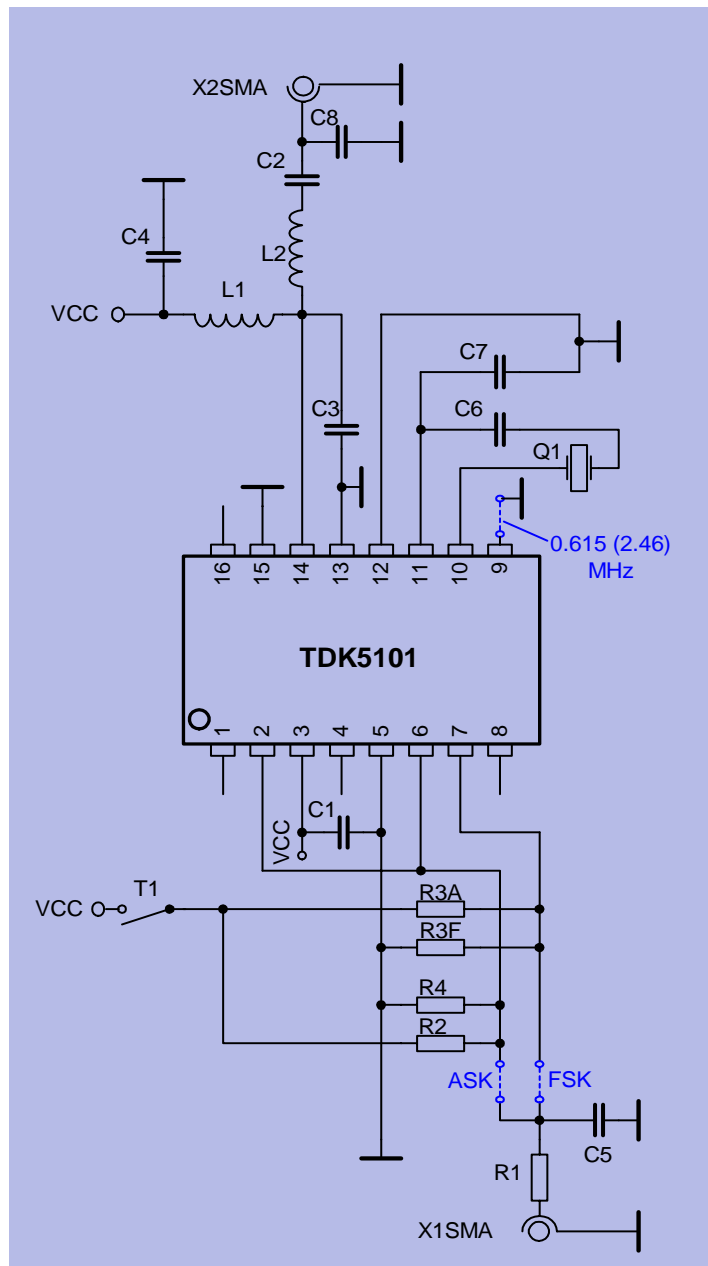 X2SMA
C8
C2
C4
L2
L1
VCC
C7
C3
C6
Q1
0.615 (2.46)
MHz
16 15 14 13 12 11 10 9
TDK5101
1 2 3 4 5 6 7 8
C1
VCC
T1
VCC
R3A
R3F
R4
R2
ASK
FSK
C5
R1
X1SMA